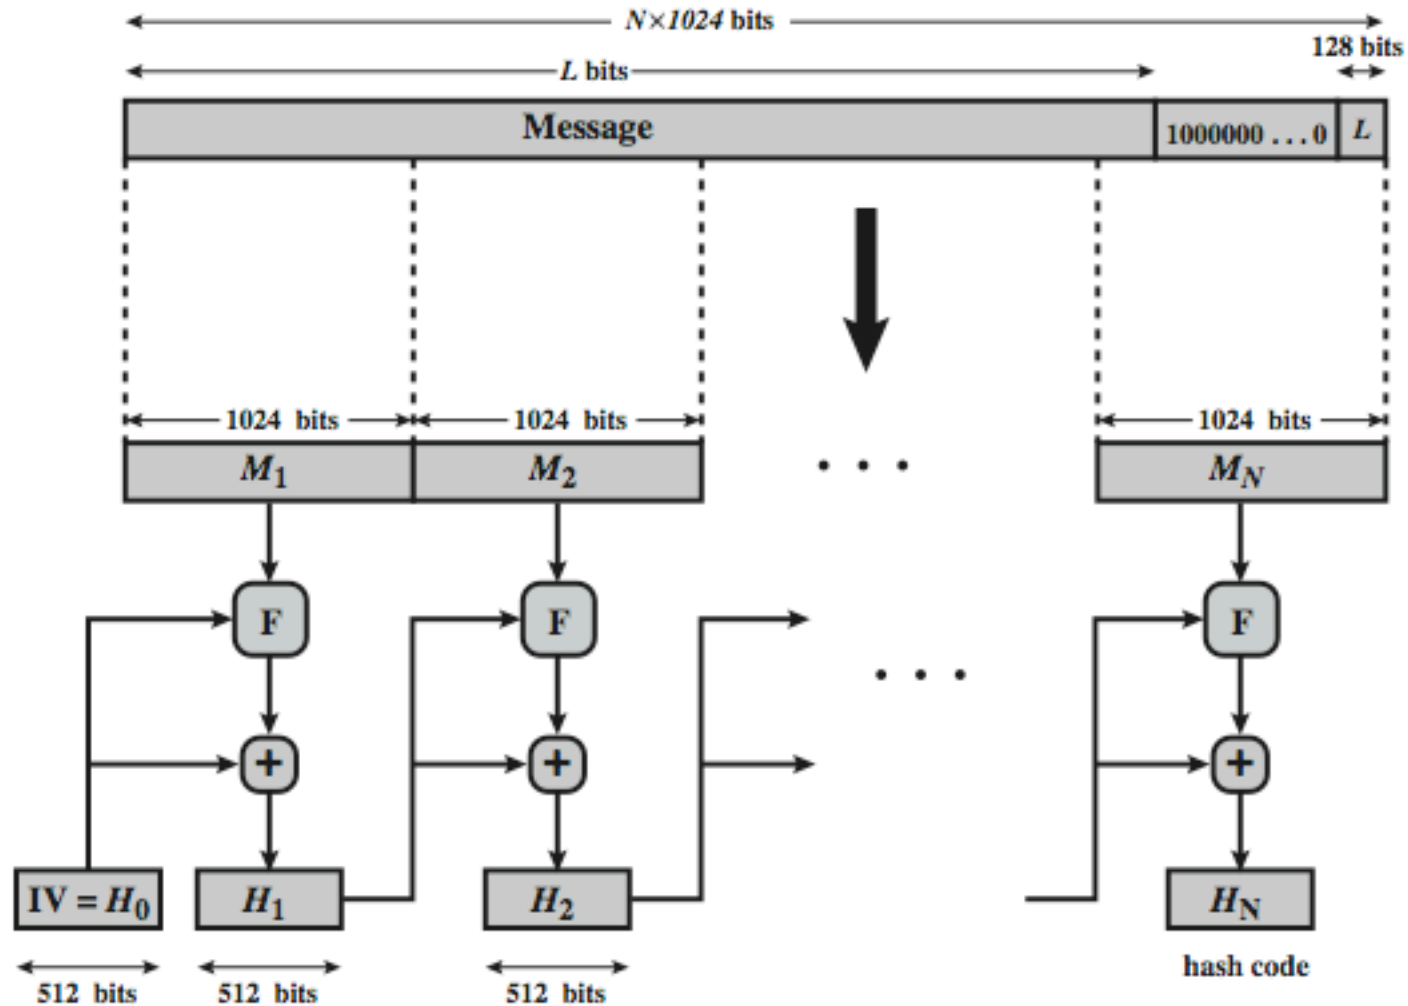 N×1024 bits
128 bits
L bits
Message
1000000 . . . 0
L
1024 bits
1024 bits
1024 bits
M1
M2
. . .
MN
F
F
F
. . .
+
+
+
IV = H0
H1
H2
HN
hash code
512 bits
512 bits
512 bits